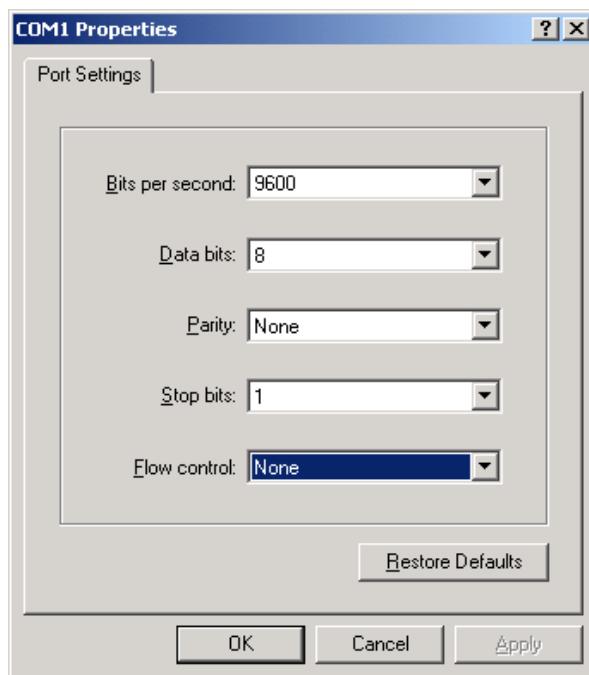 COM1 Properties
Port Settings
Bits per second: 9600
Data bits: 8
Parity: None
Stop bits: 1
Flow control: None
Restore Defaults
OK Cancel Apply